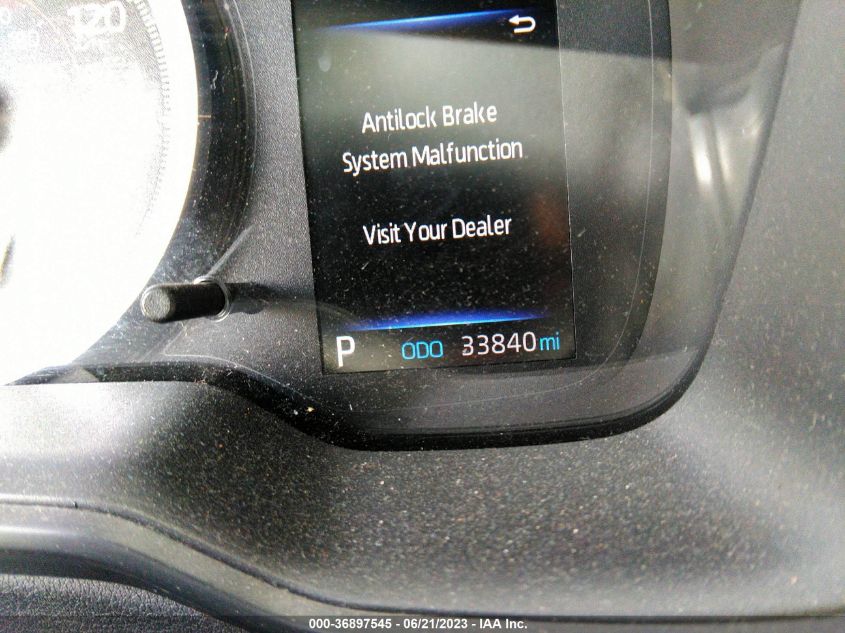 120
Antilock Brake
System Malfunction
Visit Your Dealer
P ODO 33840 mi
000-36897545 - 06/21/2023 - IAA Inc.